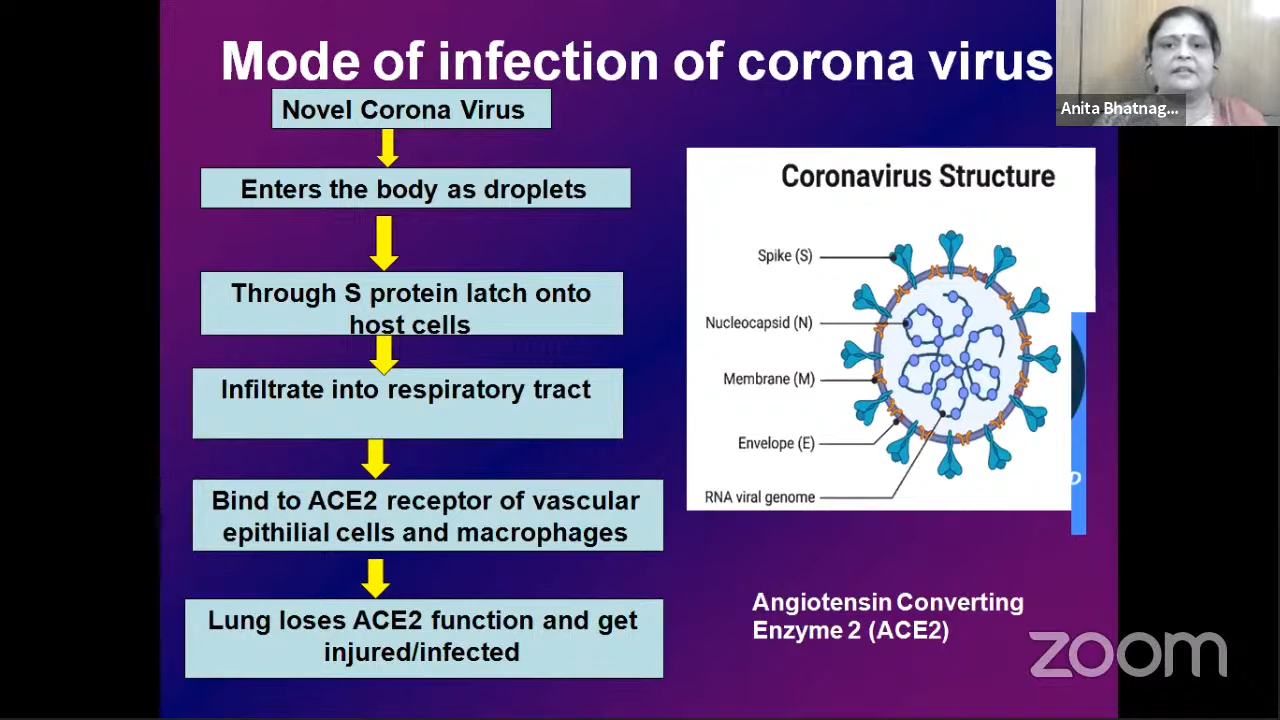 Mode of infection of corona virus
Anita Bhatnag...
Novel Corona Virus
Enters the body as droplets
Through S protein latch onto
host cells
Infiltrate into respiratory tract
Bind to ACE2 receptor of vascular
epithilial cells and macrophages
Lung loses ACE2 function and get
injured/infected
Coronavirus Structure
Spike (S)
Nucleocapsid (N)
Membrane (M)
Envelope (E)
RNA viral genome
Angiotensin Converting
Enzyme 2 (ACE2)
zoom